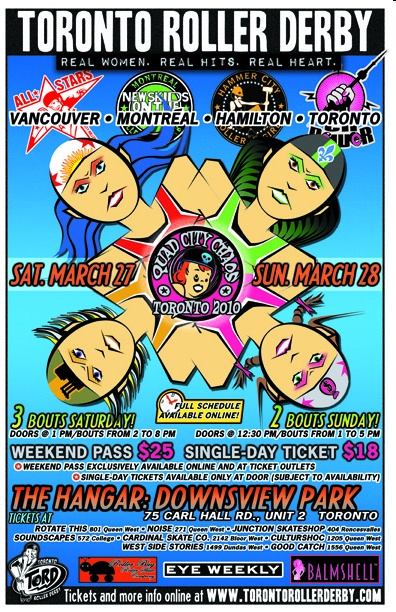 TORONTO ROLLER DERBY
REAL WOMEN. REAL HITS. REAL HEART.
ALL★STARS
MONTREAL
NEW SKIDS
ON THE
HAMMER CITY
ROLLER GIRLS
VANCOUVER • MONTREAL • HAMILTON • TORONTO
SAT. MARCH 27
QUAD CITY CHAOS
TORONTO 2010
SUN. MARCH 28
FULL SCHEDULE
AVAILABLE ONLINE!
3 BOUTS SATURDAY!
DOORS @ 1 PM/BOUTS FROM 2 TO 8 PM
2 BOUTS SUNDAY!
DOORS @ 12:30 PM/BOUTS FROM 1 TO 5 PM
WEEKEND PASS $25 SINGLE-DAY TICKET $18
WEEKEND PASS EXCLUSIVELY AVAILABLE ONLINE AND AT TICKET OUTLETS
SINGLE-DAY TICKETS AVAILABLE ONLY AT DOOR (SUBJECT TO AVAILABILITY)
THE HANGAR: DOWNSVIEW PARK
75 CARL HALL RD., UNIT 2 TORONTO
TICKETS AT
ROTATE THIS 801 Queen West • NOISE 271 Queen West • JUNCTION SKATESHOP 404 Roncesvalles
SOUNDSCAPES 572 College • CARDINAL SKATE CO. 2142 Bloor West • CULTURSHOC 1205 Queen West
WEST SIDE STORIES 1499 Dundas West • GOOD CATCH 1556 Queen West
TORONTO
TORD
ROLLER DERBY
EYE WEEKLY
BALMSHELL
Tickets and more info online at WWW.TORONTOROLLERDERBY.COM